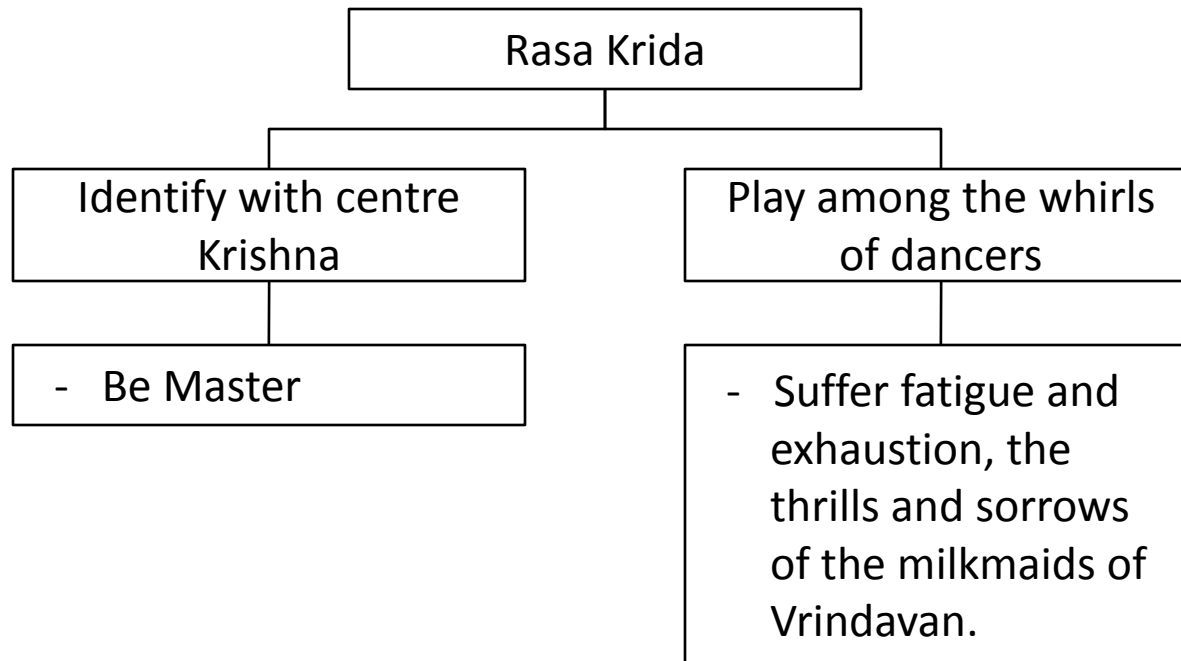 Rasa Krida
Identify with centre
Krishna
Play among the whirls
of dancers
- Be Master
- Suffer fatigue and
exhaustion, the
thrills and sorrows
of the milkmaids of
Vrindavan.